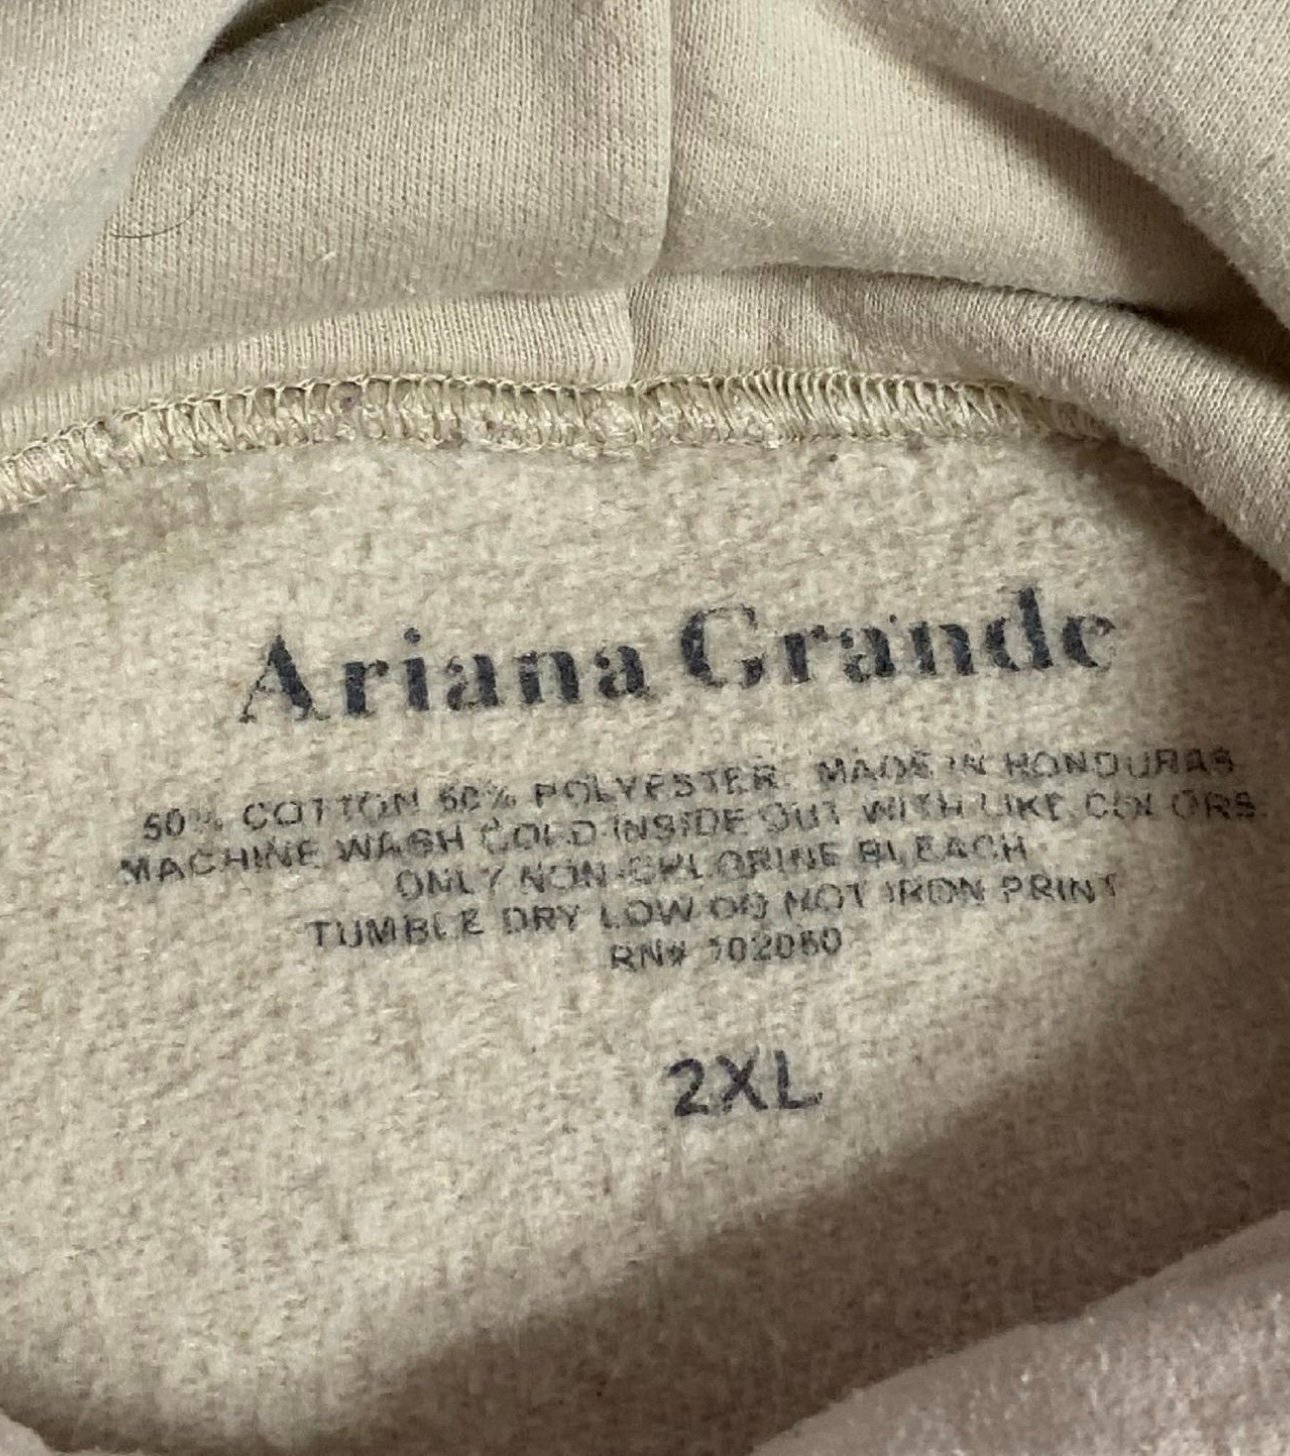 Ariana Grande
50% COTTON 50% POLYESTER. MADE IN HONDURAS
MACHINE WASH COLD INSIDE OUT WITH LIKE COLORS.
ONLY NON-CHLORINE BLEACH
TUMBLE DRY LOW DO NOT IRON PRINT
RN# 102060
2XL